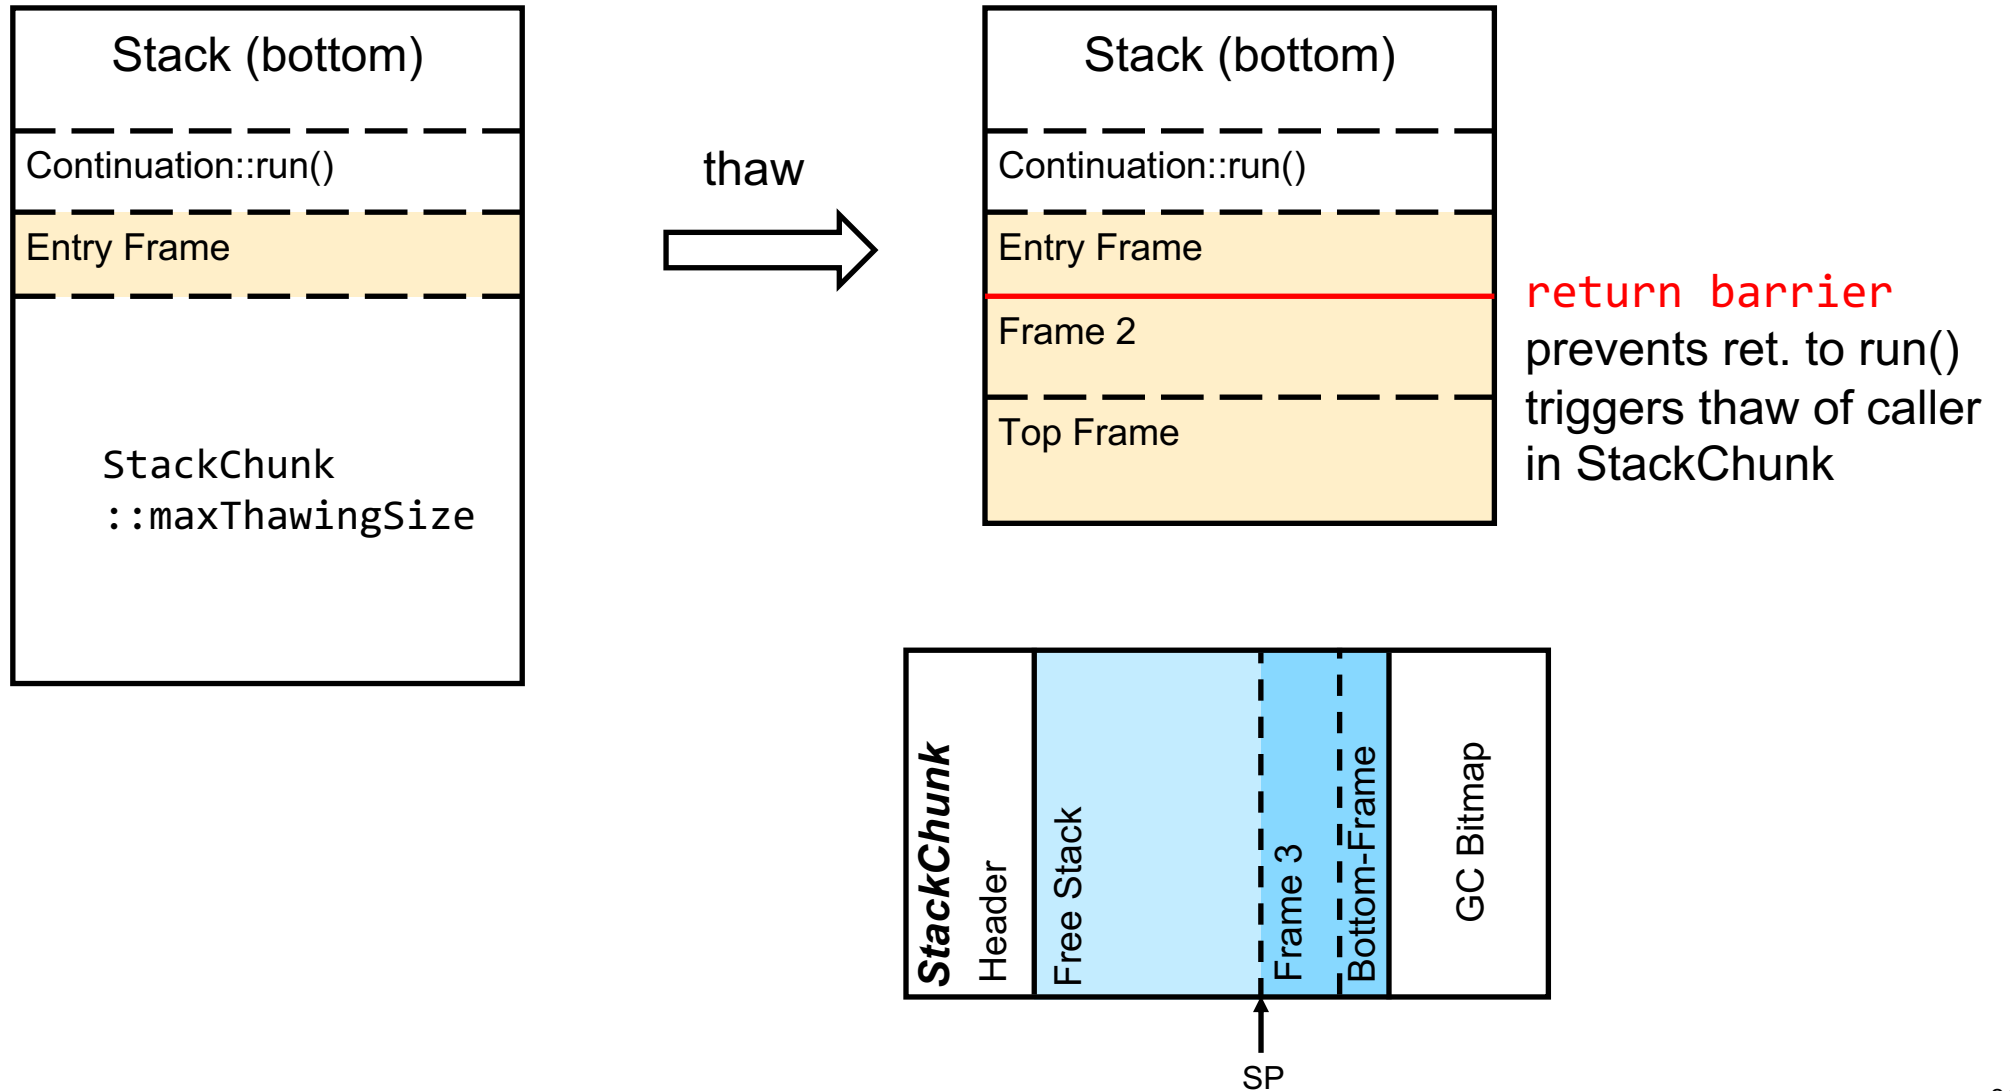 Stack (bottom)
Continuation::run()
Entry Frame
StackChunk
::maxThawingSize
thaw
Stack (bottom)
Continuation::run()
Entry Frame
Frame 2
Top Frame
return barrier
prevents ret. to run()
triggers thaw of caller
in StackChunk
StackChunk
Header
Free Stack
Frame 3
Bottom-Frame
GC Bitmap
SP